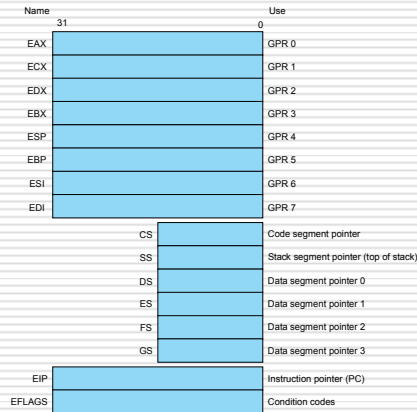 Name Use
31 0
EAX GPR 0
ECX GPR 1
EDX GPR 2
EBX GPR 3
ESP GPR 4
EBP GPR 5
ESI GPR 6
EDI GPR 7
CS Code segment pointer
SS Stack segment pointer (top of stack)
DS Data segment pointer 0
ES Data segment pointer 1
FS Data segment pointer 2
GS Data segment pointer 3
EIP Instruction pointer (PC)
EFLAGS Condition codes